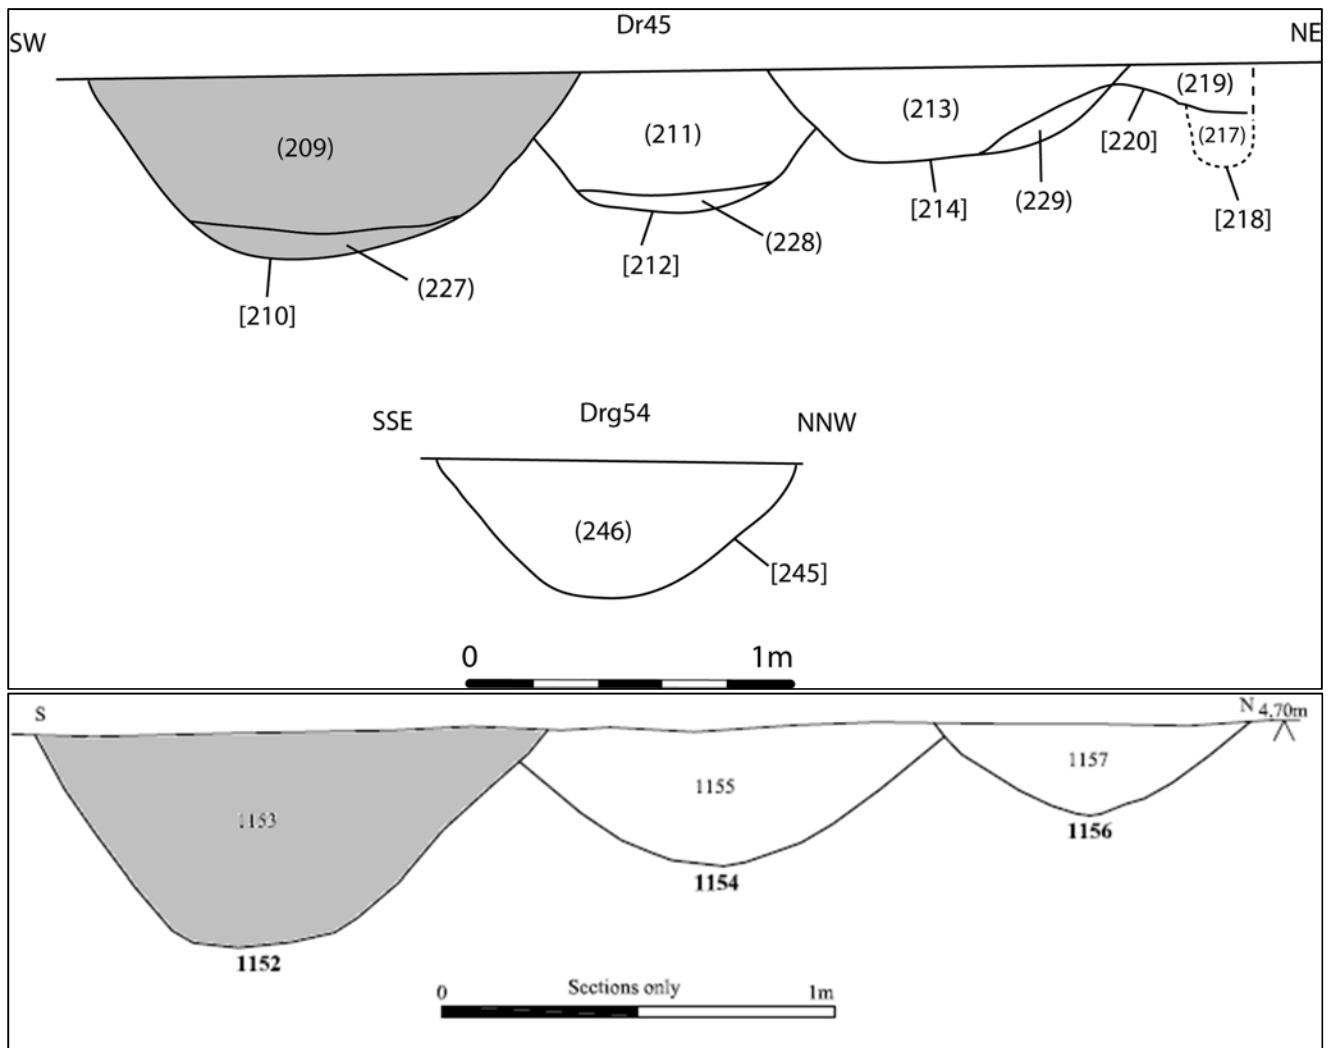 Dr45
SW
NE
(219)
(213)
(211)
(217)
(209)
[220]
(229)
[214]
[218]
(228)
[212]
(227)
[210]
Drg54
SSE
NNW
(246)
[245]
0 1m
S
N 4.70m
1157
1155
1153
1156
1154
1152
Sections only
0 1m